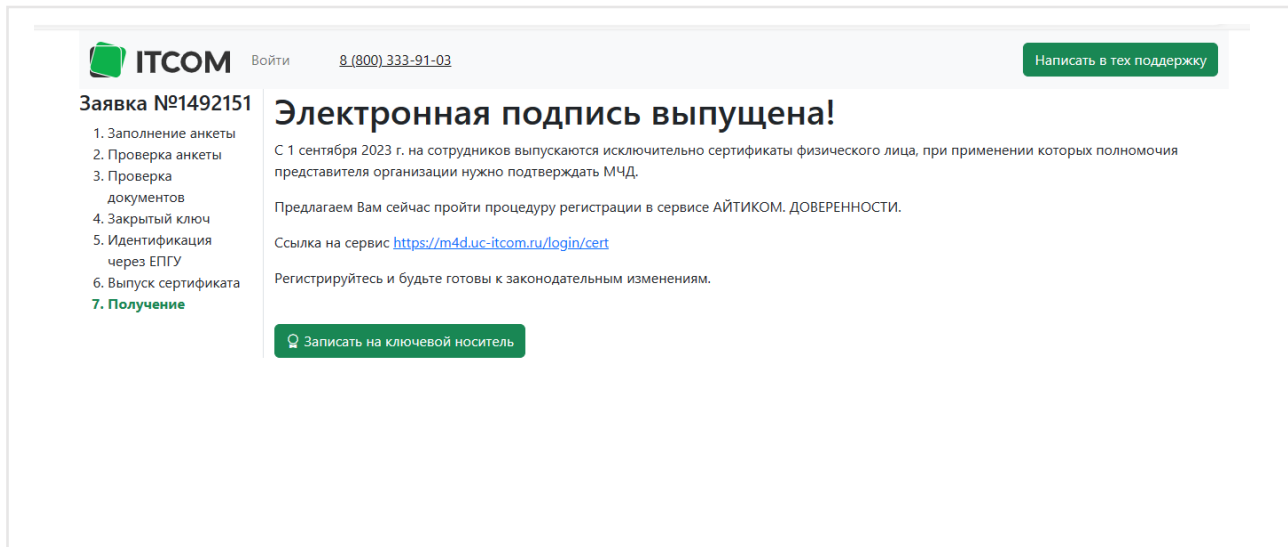 ITCOM Войти 8 (800) 333-91-03 Написать в тех поддержку
Заявка №1492151
1. Заполнение анкеты
2. Проверка анкеты
3. Проверка
документов
4. Закрытый ключ
5. Идентификация
через ЕПГУ
6. Выпуск сертификата
7. Получение
Электронная подпись выпущена!
С 1 сентября 2023 г. на сотрудников выпускаются исключительно сертификаты физического лица, при применении которых полномочия
представителя организации нужно подтверждать МЧД.
Предлагаем Вам сейчас пройти процедуру регистрации в сервисе АЙТИКОМ. ДОВЕРЕННОСТИ.
Ссылка на сервис https://m4d.uc-itcom.ru/login/cert
Регистрируйтесь и будьте готовы к законодательным изменениям.
Записать на ключевой носитель